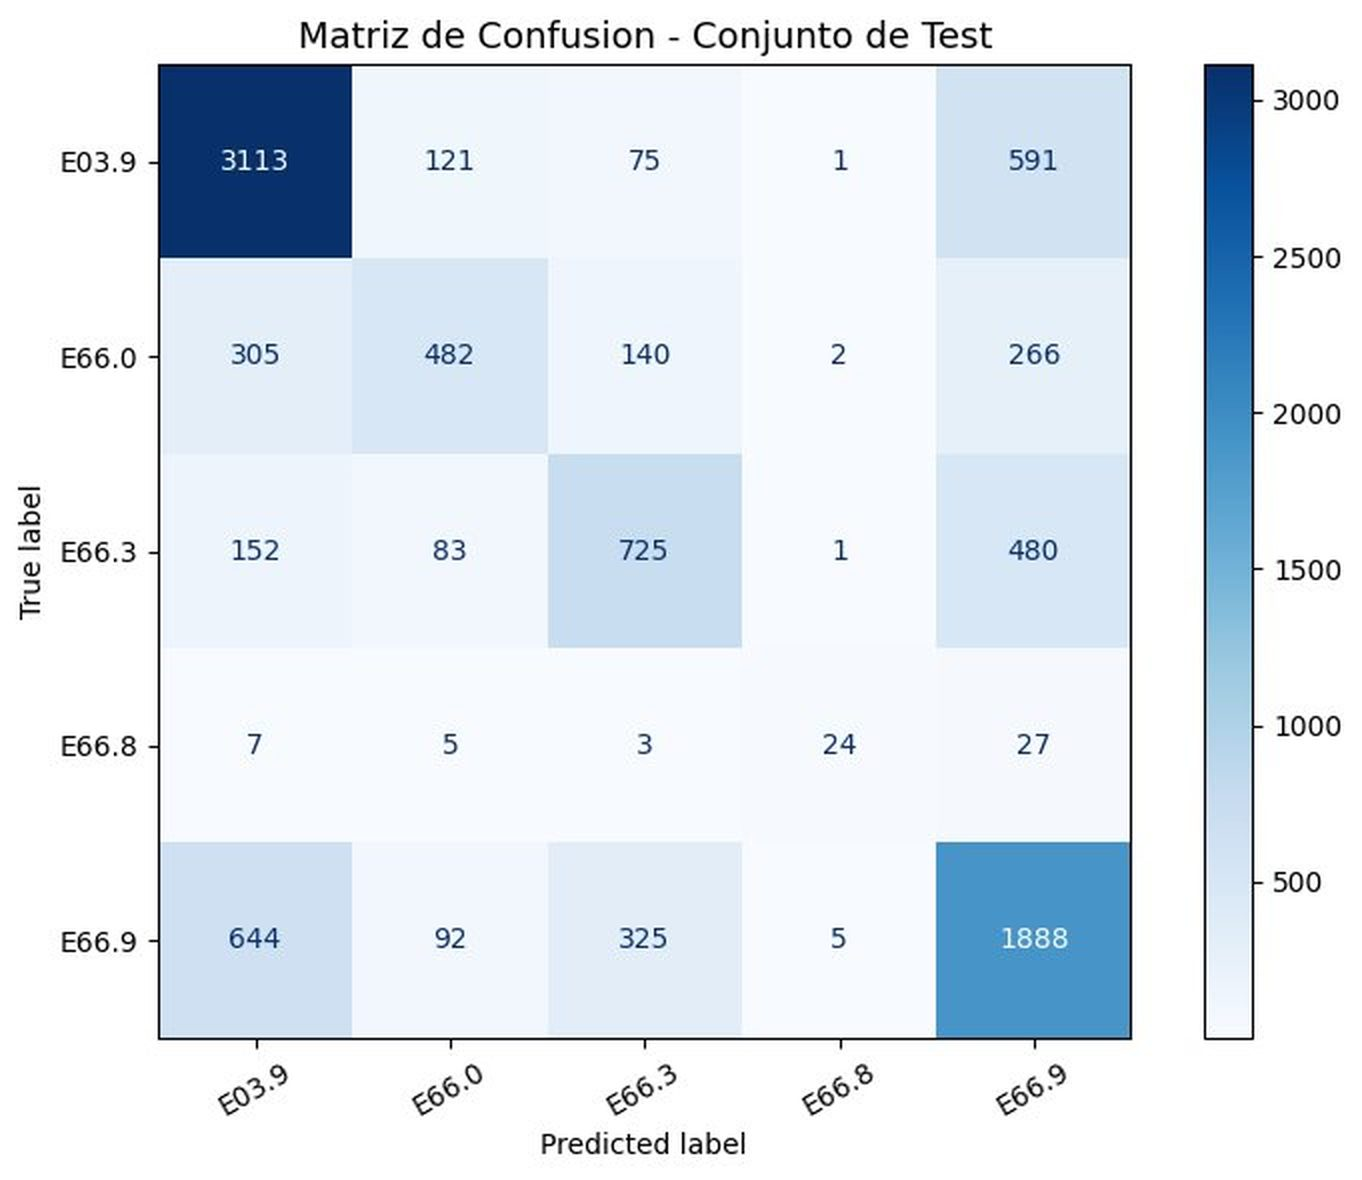 Matriz de Confusion - Conjunto de Test
True label
E03.9 3113 121 75 1 591
E66.0 305 482 140 2 266
E66.3 152 83 725 1 480
E66.8 7 5 3 24 27
E66.9 644 92 325 5 1888
E03.9 E66.0 E66.3 E66.8 E66.9
Predicted label
3000
2500
2000
1500
1000
500